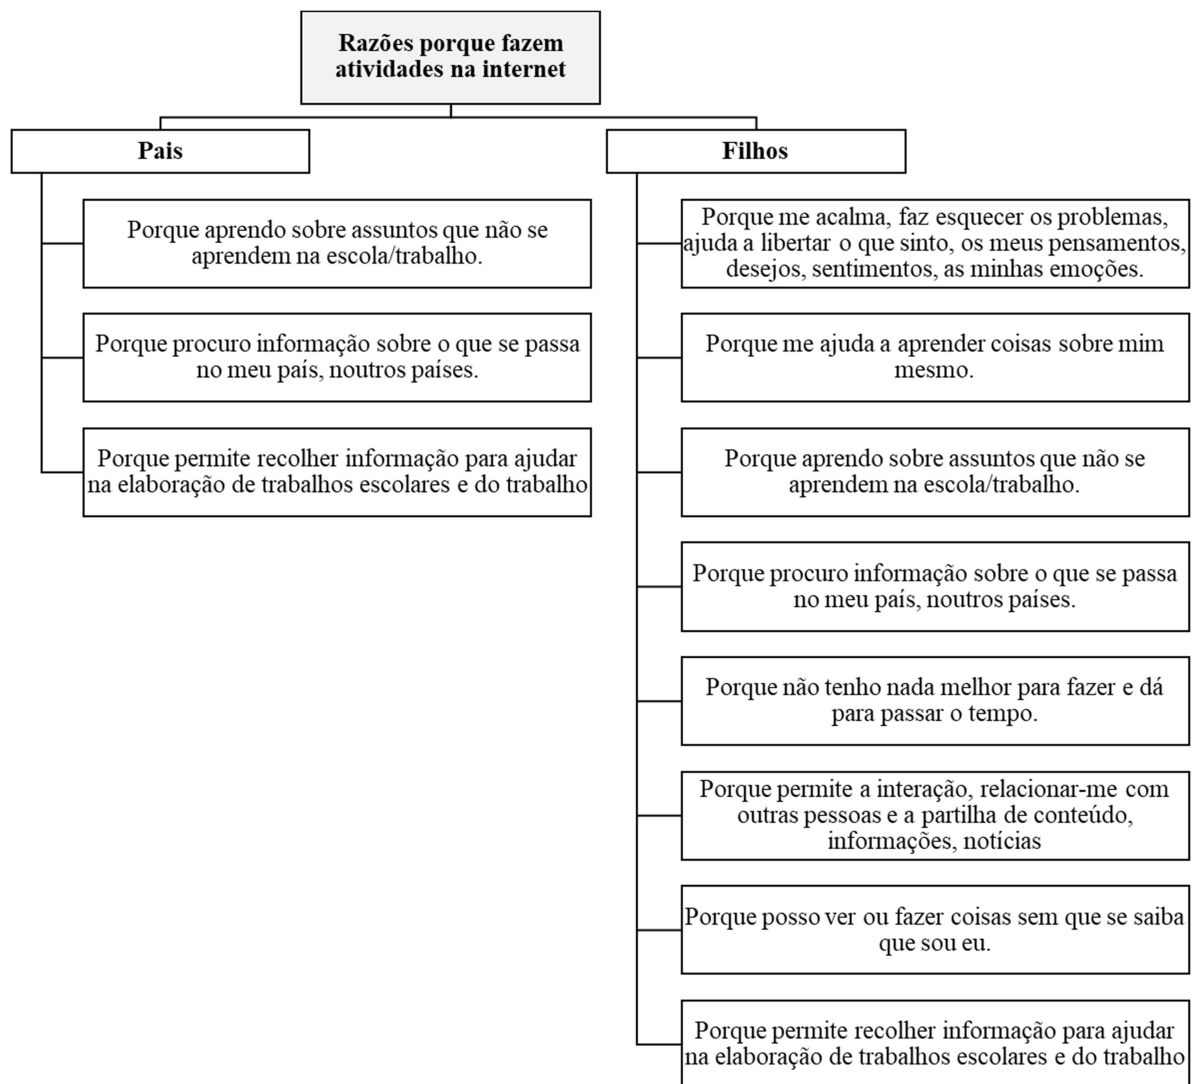 Razões porque fazem
atividades na internet
Pais
Porque aprendo sobre assuntos que não se
aprendem na escola/trabalho.
Porque procuro informação sobre o que se passa
no meu país, noutros países.
Porque permite recolher informação para ajudar
na elaboração de trabalhos escolares e do trabalho
Filhos
Porque me acalma, faz esquecer os problemas,
ajuda a libertar o que sinto, os meus pensamentos,
desejos, sentimentos, as minhas emoções.
Porque me ajuda a aprender coisas sobre mim
mesmo.
Porque aprendo sobre assuntos que não se
aprendem na escola/trabalho.
Porque procuro informação sobre o que se passa
no meu país, noutros países.
Porque não tenho nada melhor para fazer e dá
para passar o tempo.
Porque permite a interação, relacionar-me com
outras pessoas e a partilha de conteúdo,
informações, notícias
Porque posso ver ou fazer coisas sem que se saiba
que sou eu.
Porque permite recolher informação para ajudar
na elaboração de trabalhos escolares e do trabalho